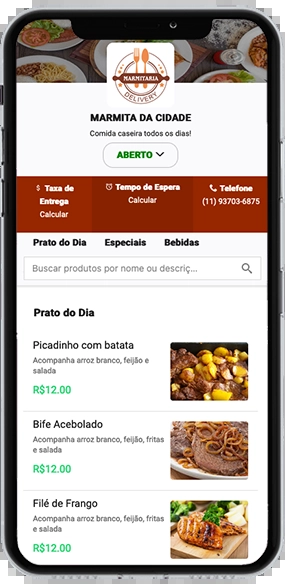 MARMITARIA
DELIVERY
MARMITA DA CIDADE
Comida caseira todos os dias!
ABERTO
$ Taxa de
Entrega
Calcular
Tempo de Espera
Calcular
Telefone
(11) 93703-6875
Prato do Dia Especiais Bebidas
Buscar produtos por nome ou descriç...
Prato do Dia
Picadinho com batata
Acompanha arroz branco, feijão e
salada
R$12.00
Bife Acebolado
Acompanha arroz branco, feijão, fritas
e salada
R$12.00
Filé de Frango
Acompanha arroz branco, feijão, fritas
e salada
R$12.00